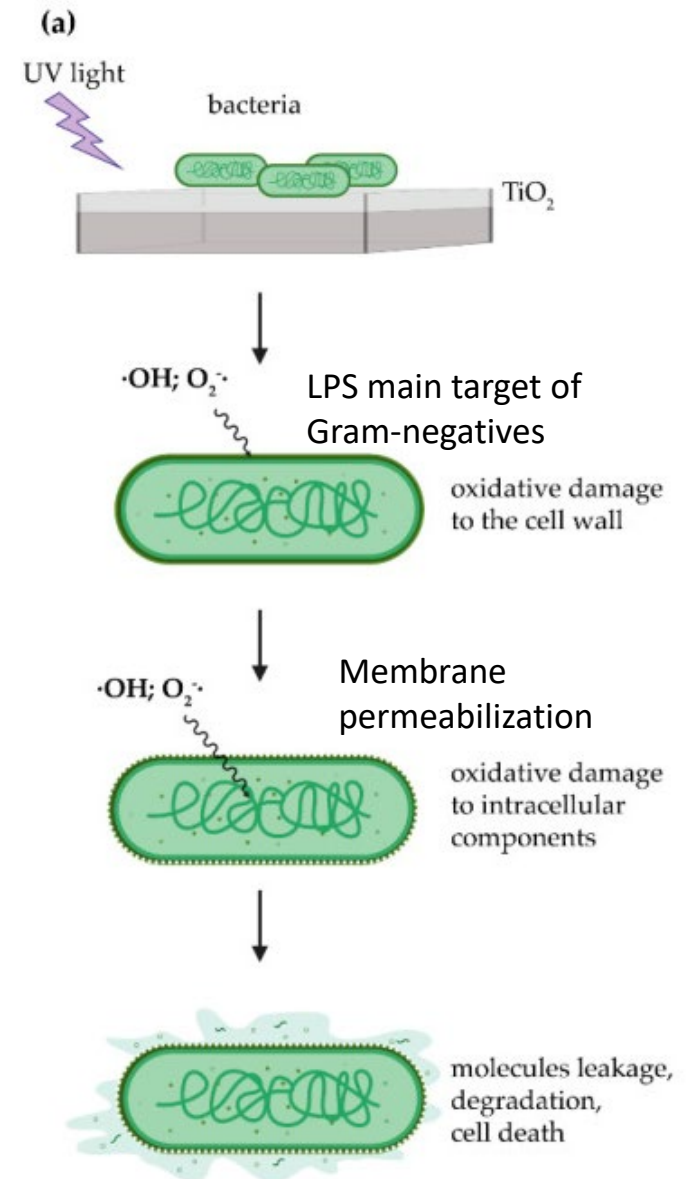 (a)
UV light
bacteria
TiO₂
·OH; O₂⁻·
LPS main target of
Gram-negatives
oxidative damage
to the cell wall
·OH; O₂⁻·
Membrane
permeabilization
oxidative damage
to intracellular
components
molecules leakage,
degradation,
cell death